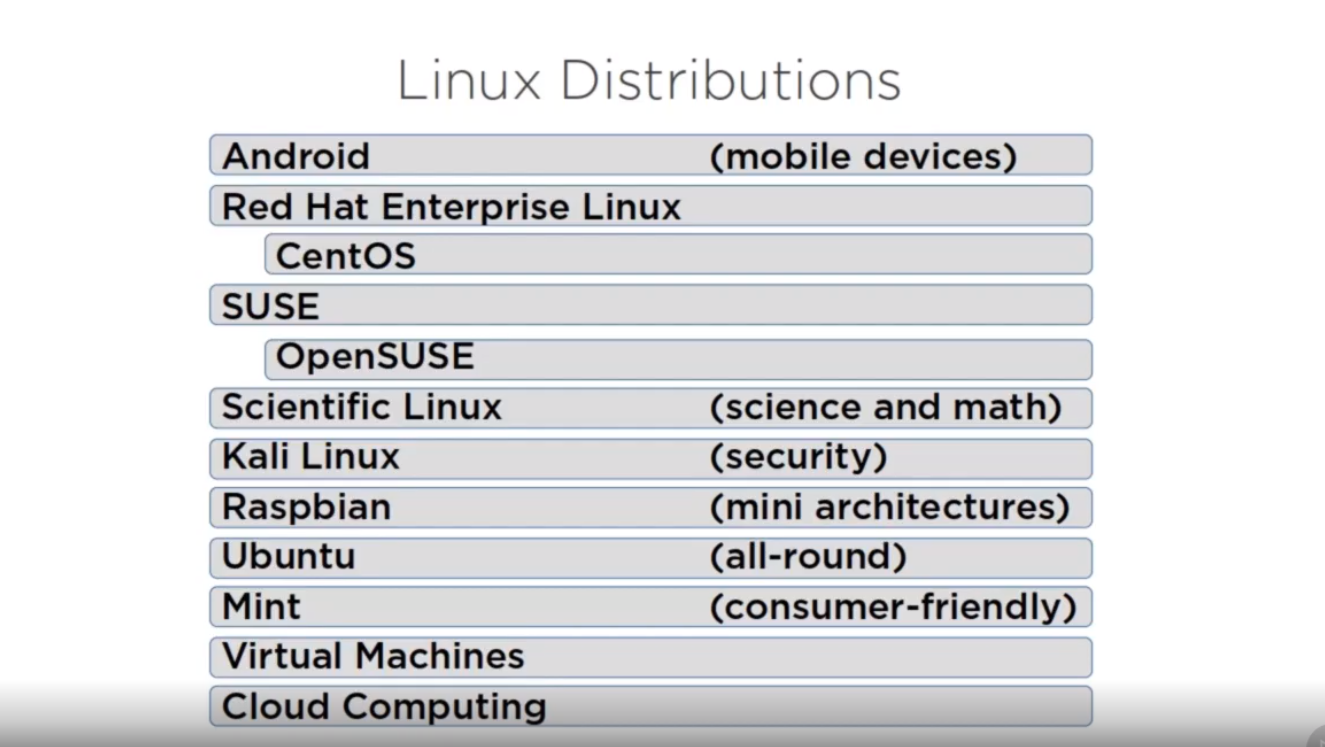 Linux Distributions
Android (mobile devices)
Red Hat Enterprise Linux
CentOS
SUSE
OpenSUSE
Scientific Linux (science and math)
Kali Linux (security)
Raspbian (mini architectures)
Ubuntu (all-round)
Mint (consumer-friendly)
Virtual Machines
Cloud Computing